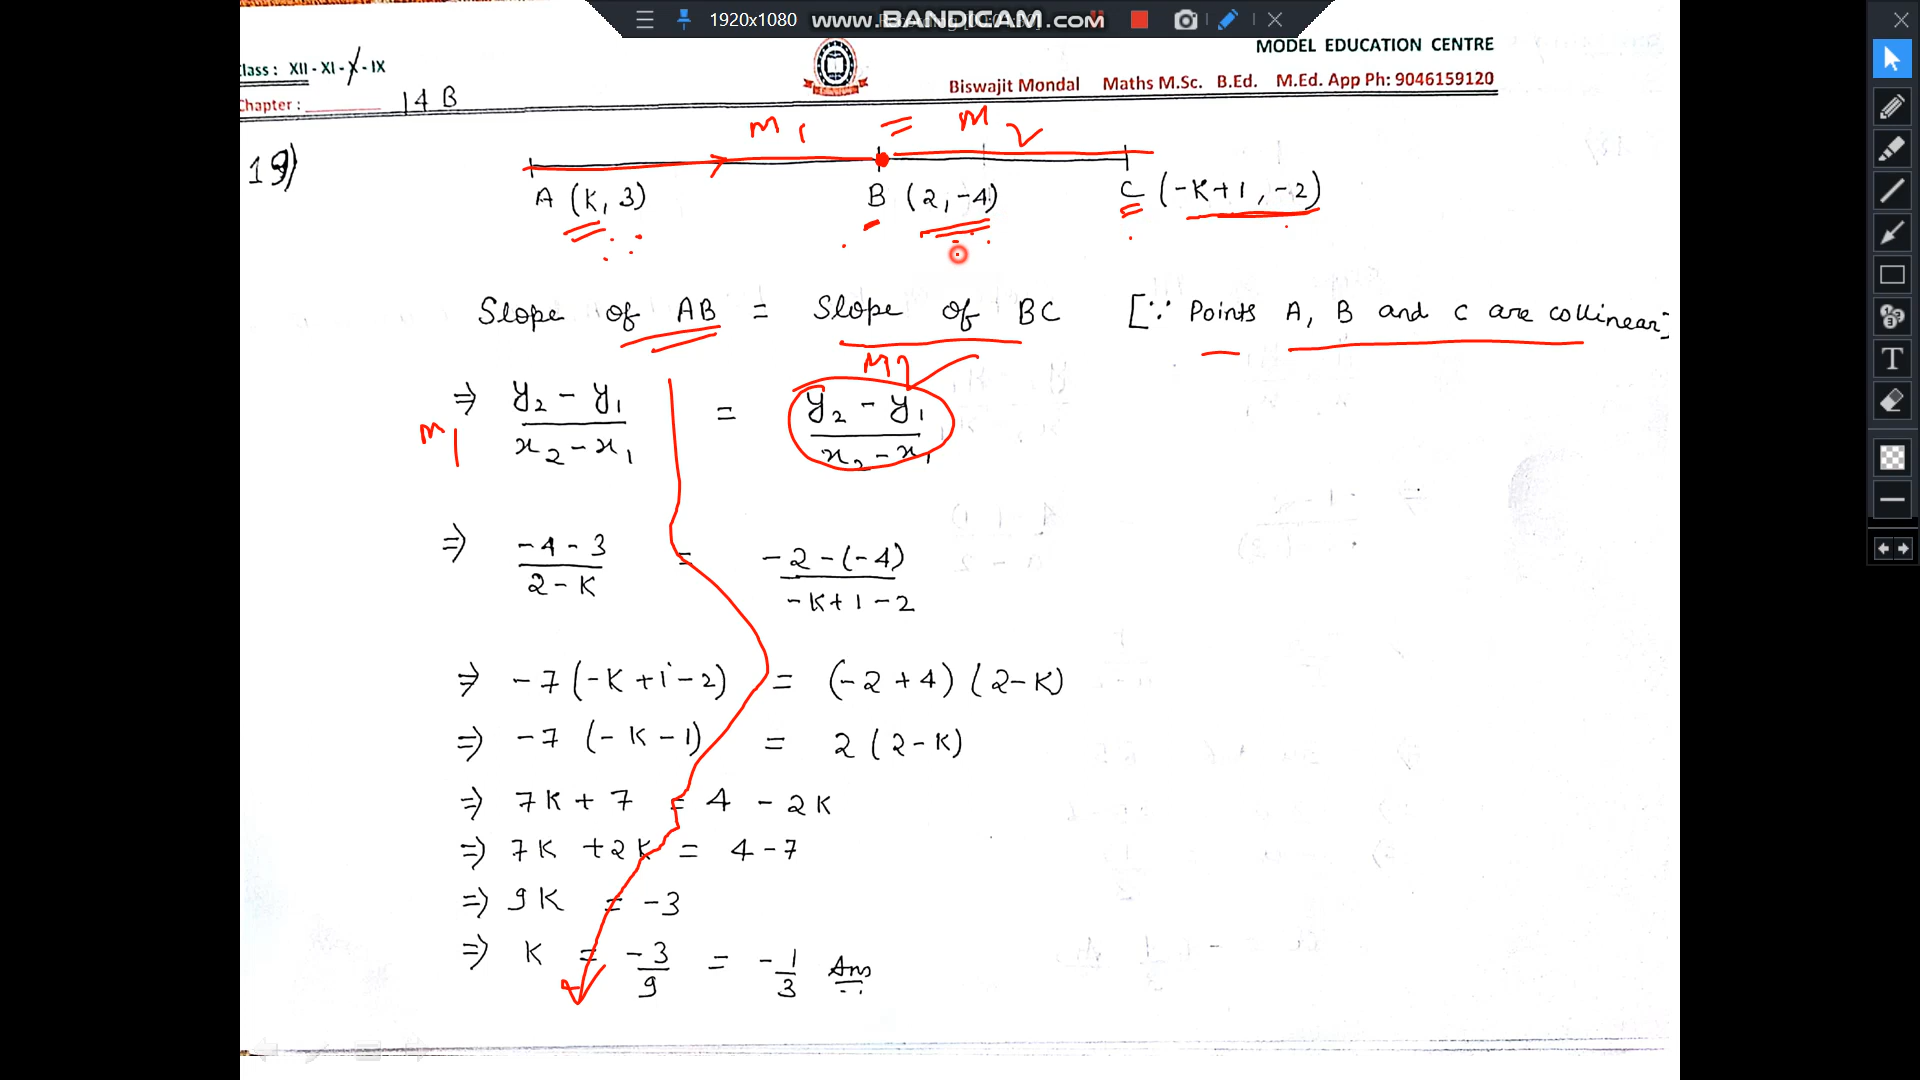 1920x1080 www.BANDICAM.com
MODEL EDUCATION CENTRE
Class : XII - XI - X - IX
Biswajit Mondal Maths M.Sc. B.Ed. M.Ed. App Ph: 9046159120
Chapter : 14 B
m1 = m2
19)
A (K, 3) B (2, -4) C (-K+1, -2)
Slope of AB = Slope of BC [∵ Points A, B and C are collinear]
m2
⇒ y2 - y1 / x2 - x1 = y2 - y1 / x2 - x1
m1
⇒ -4 - 3 / 2 - K = -2 - (-4) / -K+1-2
⇒ -7 (-K+1-2) = (-2+4) (2-K)
⇒ -7 (-K-1) = 2 (2-K)
⇒ 7K + 7 = 4 - 2K
⇒ 7K + 2K = 4 - 7
⇒ 9K = -3
⇒ K = -3/9 = -1/3 Ans